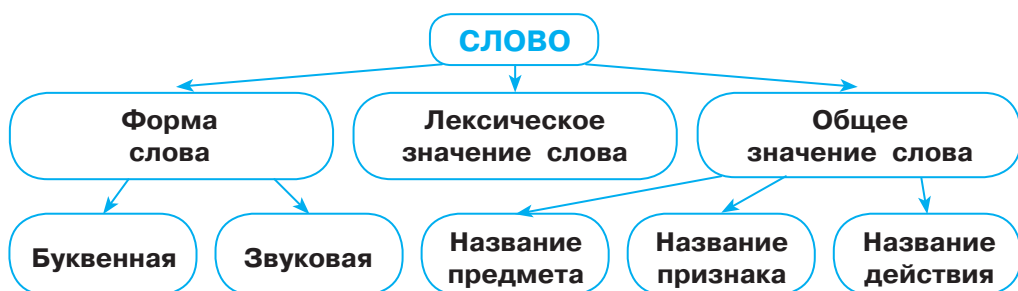 СЛОВО
Форма
слова
Лексическое
значение слова
Общее
значение слова
Буквенная
Звуковая
Название
предмета
Название
признака
Название
действия